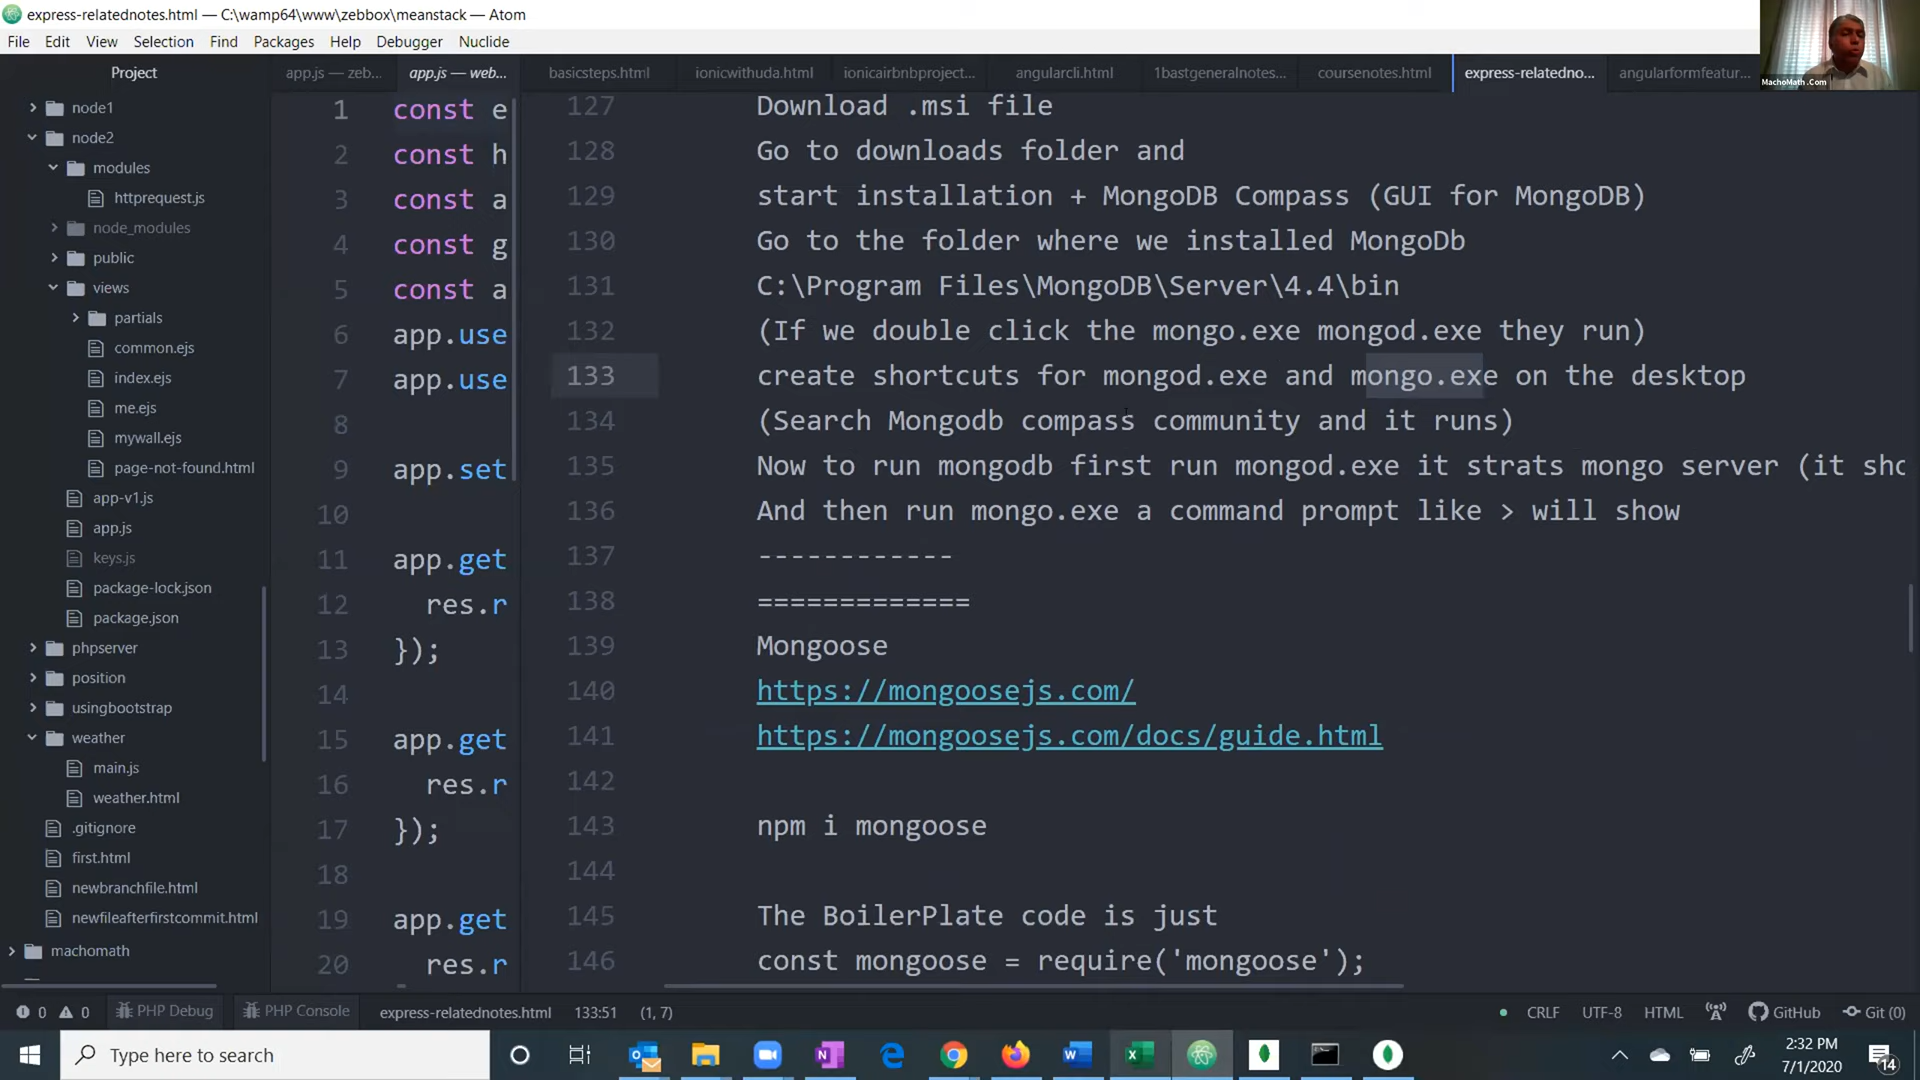 express-relatednotes.html — C:\wamp64\www\zebbox\meanstack — Atom
File Edit View Selection Find Packages Help Debugger Nuclide
MachoMath .Com
Project
app.js — zeb...
app.js — web...
basicsteps.html
ionicwithuda.html
ionicairbnbproject...
angularcli.html
1bastgeneralnotes...
coursenotes.html
express-relatedno...
angularformfeatur...
node1
node2
modules
httprequest.js
node_modules
public
views
partials
common.ejs
index.ejs
me.ejs
mywall.ejs
page-not-found.html
app-v1.js
app.js
keys.js
package-lock.json
package.json
phpserver
position
usingbootstrap
weather
main.js
weather.html
.gitignore
first.html
newbranchfile.html
newfileafterfirstcommit.html
machomath
1 const e
2 const h
3 const a
4 const g
5 const a
6 app.use
7 app.use
8
9 app.set
10
11 app.get
12 res.r
13 });
14
15 app.get
16 res.r
17 });
18
19 app.get
20 res.r
127 Download .msi file
128 Go to downloads folder and
129 start installation + MongoDB Compass (GUI for MongoDB)
130 Go to the folder where we installed MongoDb
131 C:\Program Files\MongoDB\Server\4.4\bin
132 (If we double click the mongo.exe mongod.exe they run)
133 create shortcuts for mongod.exe and mongo.exe on the desktop
134 (Search Mongodb compass community and it runs)
135 Now to run mongodb first run mongod.exe it strats mongo server (it sho
136 And then run mongo.exe a command prompt like > will show
137 ------------
138 =============
139 Mongoose
140 https://mongoosejs.com/
141 https://mongoosejs.com/docs/guide.html
142
143 npm i mongoose
144
145 The BoilerPlate code is just
146 const mongoose = require('mongoose');
0 0 PHP Debug PHP Console express-relatednotes.html 133:51 (1, 7) CRLF UTF-8 HTML GitHub Git (0)
Type here to search
2:32 PM
7/1/2020
14